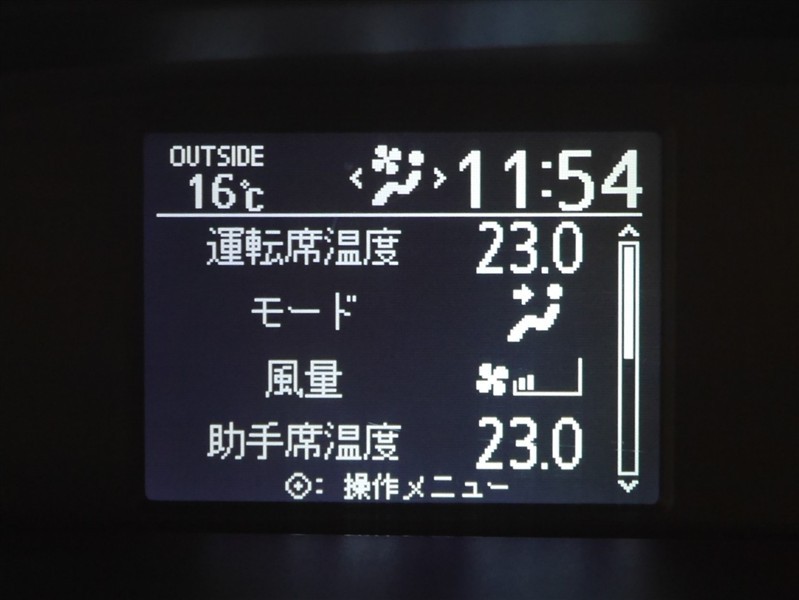 OUTSIDE
16℃
11:54
運転席温度 23.0
モード
風量
助手席温度 23.0
: 操作メニュー